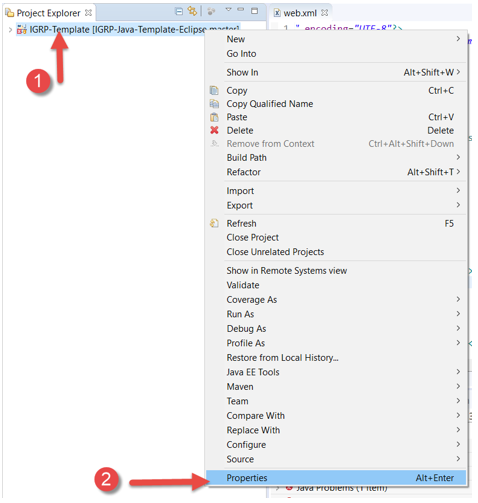 Project Explorer
web.xml
IGRP-Template [IGRP-Java-Template-Eclipse master]
1 " encoding="UTF-8"?>
1
New
Go Into
Show In Alt+Shift+W
Copy Ctrl+C
Copy Qualified Name
Paste Ctrl+V
Delete Delete
Remove from Context Ctrl+Alt+Shift+Down
Build Path
Refactor Alt+Shift+T
Import
Export
Refresh F5
Close Project
Close Unrelated Projects
Show in Remote Systems view
Validate
Coverage As
Run As
Debug As
Profile As
Restore from Local History...
Java EE Tools
Maven
Team
Compare With
Replace With
Configure
Source
2
Properties Alt+Enter
Java Problems (1 item)